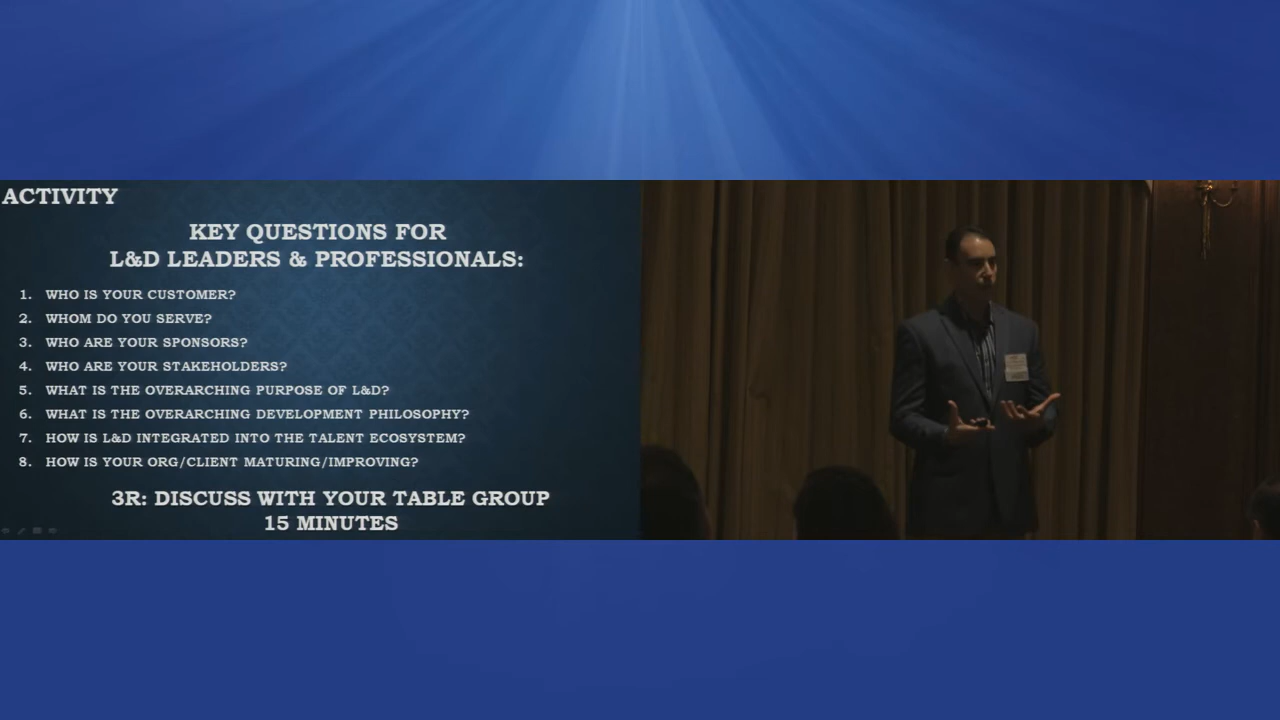 ACTIVITY
KEY QUESTIONS FOR
L&D LEADERS & PROFESSIONALS:
1. WHO IS YOUR CUSTOMER?
2. WHOM DO YOU SERVE?
3. WHO ARE YOUR SPONSORS?
4. WHO ARE YOUR STAKEHOLDERS?
5. WHAT IS THE OVERARCHING PURPOSE OF L&D?
6. WHAT IS THE OVERARCHING DEVELOPMENT PHILOSOPHY?
7. HOW IS L&D INTEGRATED INTO THE TALENT ECOSYSTEM?
8. HOW IS YOUR ORG/CLIENT MATURING/IMPROVING?
3R: DISCUSS WITH YOUR TABLE GROUP
15 MINUTES